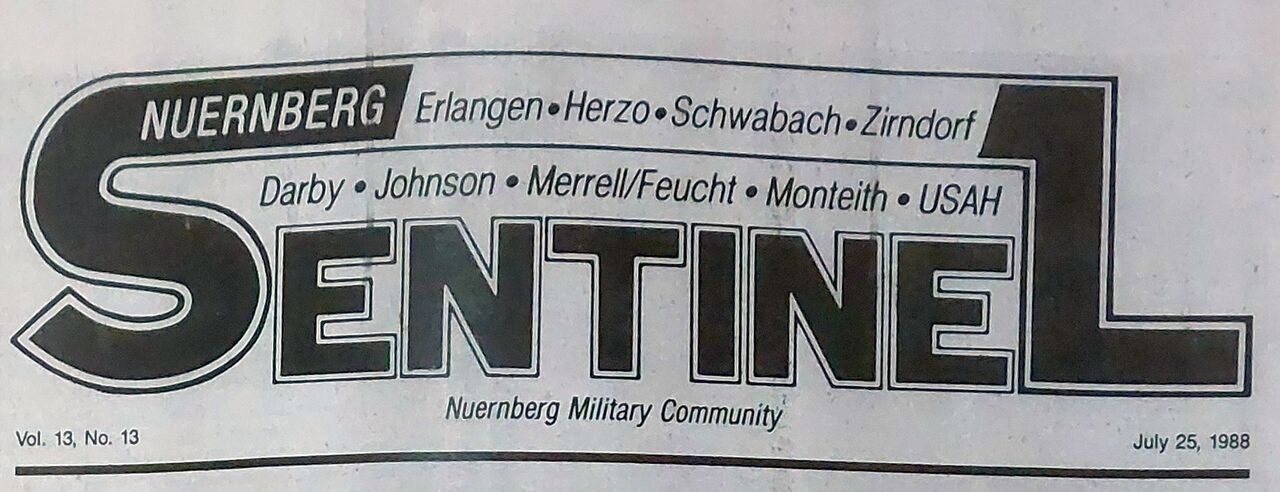 NUERNBERG Erlangen•Herzo•Schwabach•Zirndorf
Darby • Johnson • Merrell/Feucht • Monteith • USAH
SENTINEL
Nuernberg Military Community
Vol. 13, No. 13 July 25, 1988